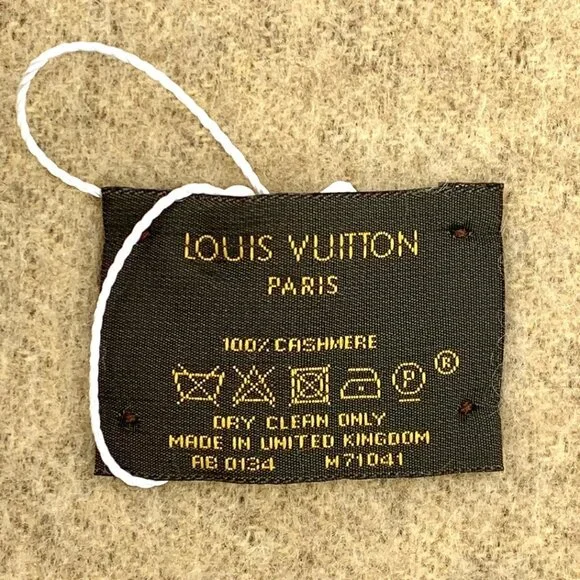 LOUIS VUITTON
PARIS
100% CASHMERE
P ®
DRY CLEAN ONLY
MADE IN UNITED KINGDOM
AB 0134 M71041